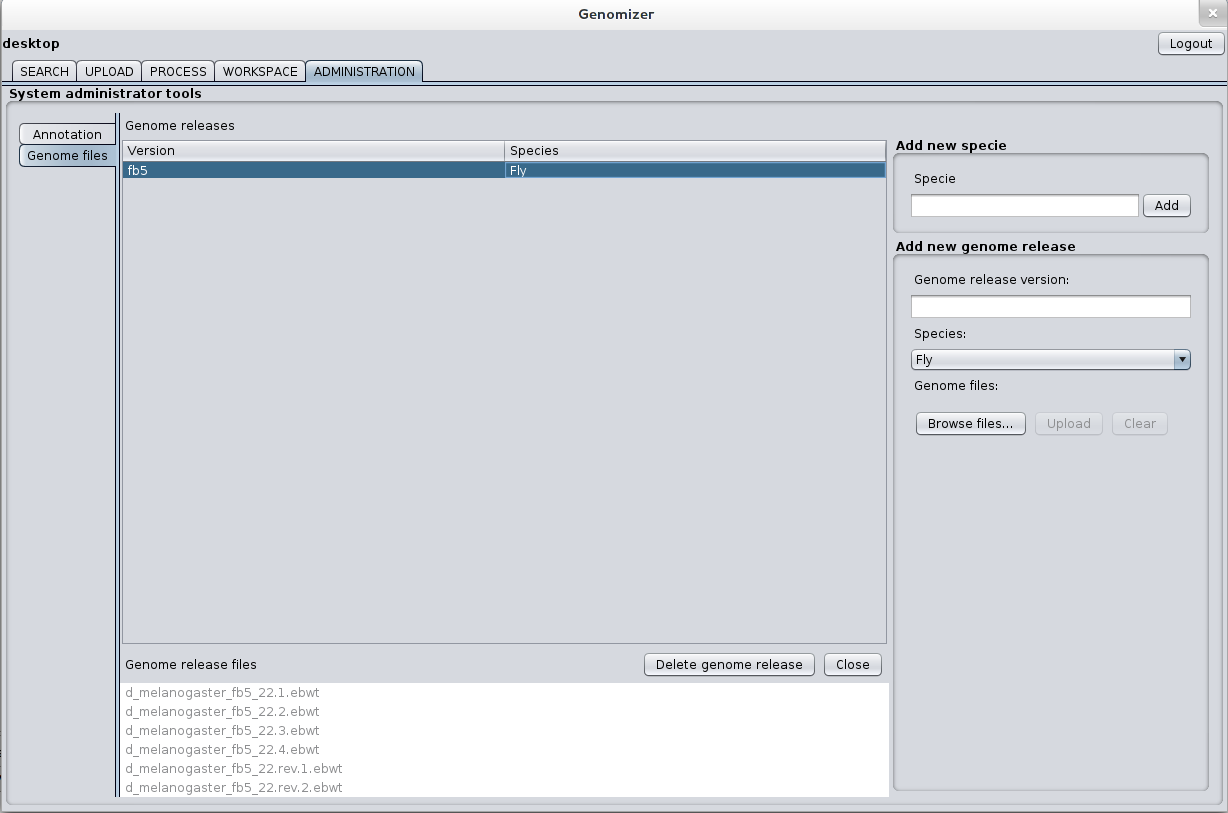 Genomizer
desktop
Logout
SEARCH UPLOAD PROCESS WORKSPACE ADMINISTRATION
System administrator tools
Annotation
Genome files
Genome releases
Version Species
fb5 Fly
Genome release files
Delete genome release Close
d_melanogaster_fb5_22.1.ebwt
d_melanogaster_fb5_22.2.ebwt
d_melanogaster_fb5_22.3.ebwt
d_melanogaster_fb5_22.4.ebwt
d_melanogaster_fb5_22.rev.1.ebwt
d_melanogaster_fb5_22.rev.2.ebwt
Add new specie
Specie
Add
Add new genome release
Genome release version:
Species:
Fly
Genome files:
Browse files... Upload Clear